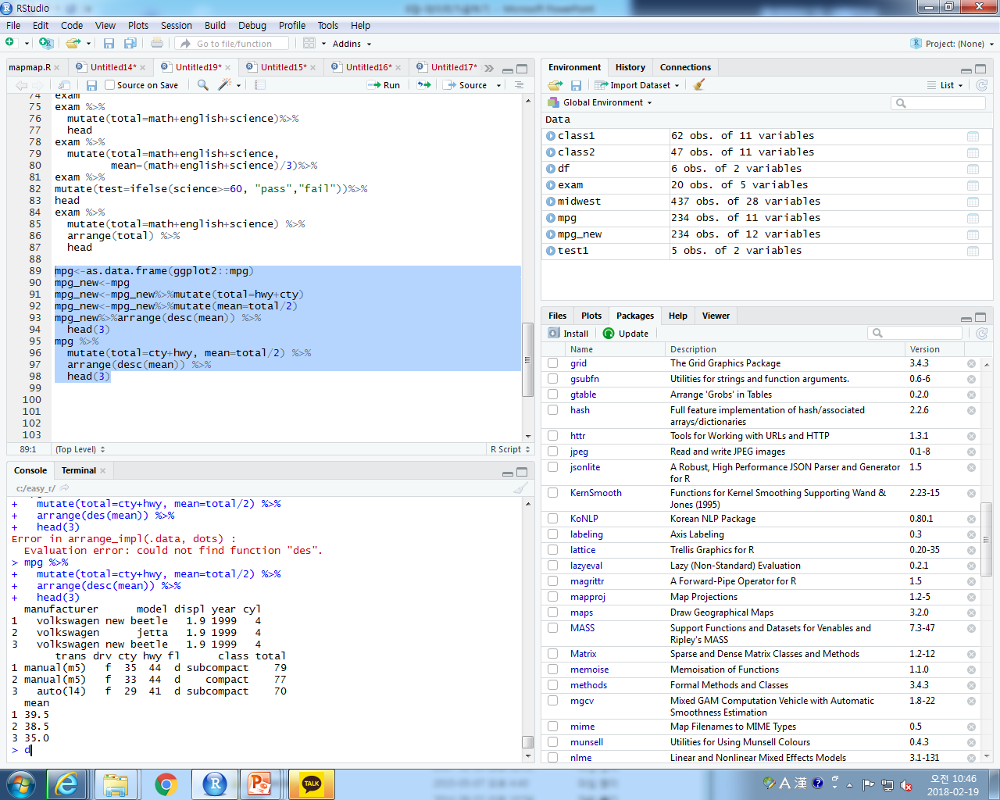 RStudio
File Edit Code View Plots Session Build Debug Profile Tools Help
Go to file/function Addins Project: (None)
mapmap.R Untitled14* Untitled19* Untitled15* Untitled16* Untitled17*
Source on Save Run Source
74 exam
75 exam %>%
76 mutate(total=math+english+science)%>%
77 head
78 exam %>%
79 mutate(total=math+english+science,
80 mean=(math+english+science)/3)%>%
81 exam %>%
82 mutate(test=ifelse(science>=60, "pass","fail"))%>%
83 head
84 exam %>%
85 mutate(total=math+english+science) %>%
86 arrange(total) %>%
87 head
88
89 mpg<-as.data.frame(ggplot2::mpg)
90 mpg_new<-mpg
91 mpg_new<-mpg_new%>%mutate(total=hwy+cty)
92 mpg_new<-mpg_new%>%mutate(mean=total/2)
93 mpg_new%>%arrange(desc(mean)) %>%
94 head(3)
95 mpg %>%
96 mutate(total=cty+hwy, mean=total/2) %>%
97 arrange(desc(mean)) %>%
98 head(3)
99
100
101
102
103
89:1 (Top Level) R Script
Console Terminal
c:/easy_r/
+ mutate(total=cty+hwy, mean=total/2) %>%
+ arrange(des(mean)) %>%
+ head(3)
Error in arrange_impl(.data, dots) :
Evaluation error: could not find function "des".
> mpg %>%
+ mutate(total=cty+hwy, mean=total/2) %>%
+ arrange(desc(mean)) %>%
+ head(3)
manufacturer model displ year cyl
1 volkswagen new beetle 1.9 1999 4
2 volkswagen jetta 1.9 1999 4
3 volkswagen new beetle 1.9 1999 4
trans drv cty hwy fl class total
1 manual(m5) f 35 44 d subcompact 79
2 manual(m5) f 33 44 d compact 77
3 auto(l4) f 29 41 d subcompact 70
mean
1 39.5
2 38.5
3 35.0
> d
Environment History Connections
Import Dataset List
Global Environment
Data
class1 62 obs. of 11 variables
class2 47 obs. of 11 variables
df 6 obs. of 2 variables
exam 20 obs. of 5 variables
midwest 437 obs. of 28 variables
mpg 234 obs. of 11 variables
mpg_new 234 obs. of 12 variables
test1 5 obs. of 2 variables
Files Plots Packages Help Viewer
Install Update
Name Description Version
grid The Grid Graphics Package 3.4.3
gsubfn Utilities for strings and function arguments. 0.6-6
gtable Arrange 'Grobs' in Tables 0.2.0
hash Full feature implementation of hash/associated 2.2.6
arrays/dictionaries
httr Tools for Working with URLs and HTTP 1.3.1
jpeg Read and write JPEG images 0.1-8
jsonlite A Robust, High Performance JSON Parser and Generator 1.5
for R
KernSmooth Functions for Kernel Smoothing Supporting Wand & 2.23-15
Jones (1995)
KoNLP Korean NLP Package 0.80.1
labeling Axis Labeling 0.3
lattice Trellis Graphics for R 0.20-35
lazyeval Lazy (Non-Standard) Evaluation 0.2.1
magrittr A Forward-Pipe Operator for R 1.5
mapproj Map Projections 1.2-5
maps Draw Geographical Maps 3.2.0
MASS Support Functions and Datasets for Venables and 7.3-47
Ripley's MASS
Matrix Sparse and Dense Matrix Classes and Methods 1.2-12
memoise Memoisation of Functions 1.1.0
methods Formal Methods and Classes 3.4.3
mgcv Mixed GAM Computation Vehicle with Automatic 1.8-22
Smoothness Estimation
mime Map Filenames to MIME Types 0.5
munsell Utilities for Using Munsell Colours 0.4.3
nlme Linear and Nonlinear Mixed Effects Models 3.1-131
TALK
A 漢
오전 10:46
2018-02-19